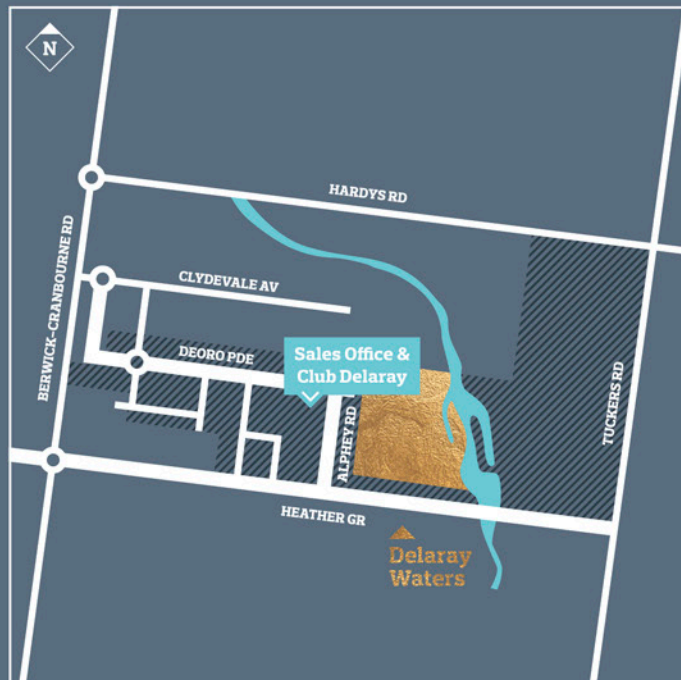 N
HARDYS RD
BERWICK-CRANBOURNE RD
CLYDEVALE AV
DEORO PDE
Sales Office &
Club Delaray
TUCKERS RD
ALPHEY RD
HEATHER GR
Delaray
Waters